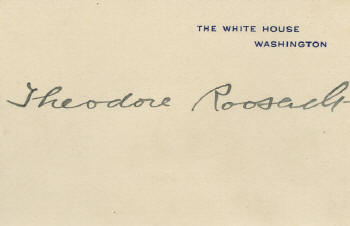 THE WHITE HOUSE
WASHINGTON
Theodore Roosevelt